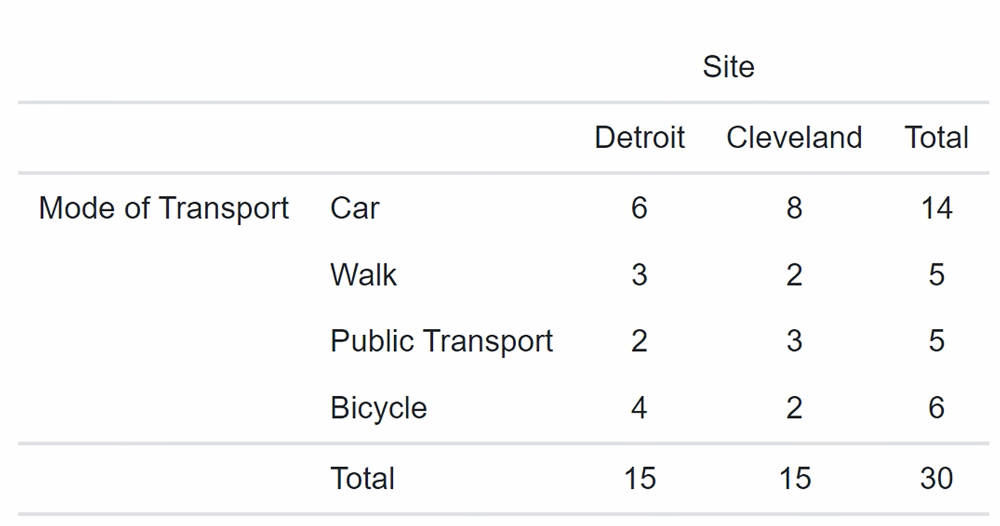 Site
Detroit Cleveland Total
Mode of Transport Car 6 8 14
Walk 3 2 5
Public Transport 2 3 5
Bicycle 4 2 6
Total 15 15 30